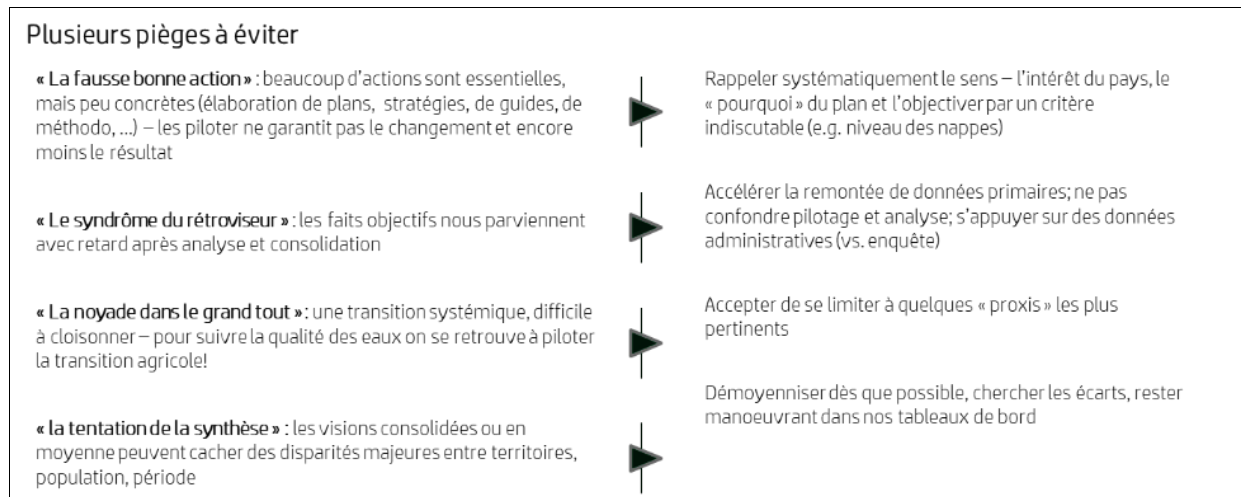 Plusieurs pièges à éviter
« La fausse bonne action » : beaucoup d'actions sont essentielles,
mais peu concrètes (élaboration de plans, stratégies, de guides, de
méthodo, ...) – les piloter ne garantit pas le changement et encore
moins le résultat
Rappeler systématiquement le sens – l'intérêt du pays, le
« pourquoi » du plan et l'objectiver par un critère
indiscutable (e.g. niveau des nappes)
« Le syndrôme du rétroviseur » : les faits objectifs nous parviennent
avec retard après analyse et consolidation
Accélérer la remontée de données primaires; ne pas
confondre pilotage et analyse; s'appuyer sur des données
administratives (vs. enquête)
« La noyade dans le grand tout » : une transition systémique, difficile
à cloisonner – pour suivre la qualité des eaux on se retrouve à piloter
la transition agricole!
Accepter de se limiter à quelques « proxis » les plus
pertinents
« la tentation de la synthèse » : les visions consolidées ou en
moyenne peuvent cacher des disparités majeures entre territoires,
population, période
Démoyenniser dès que possible, chercher les écarts, rester
manoeuvrant dans nos tableaux de bord